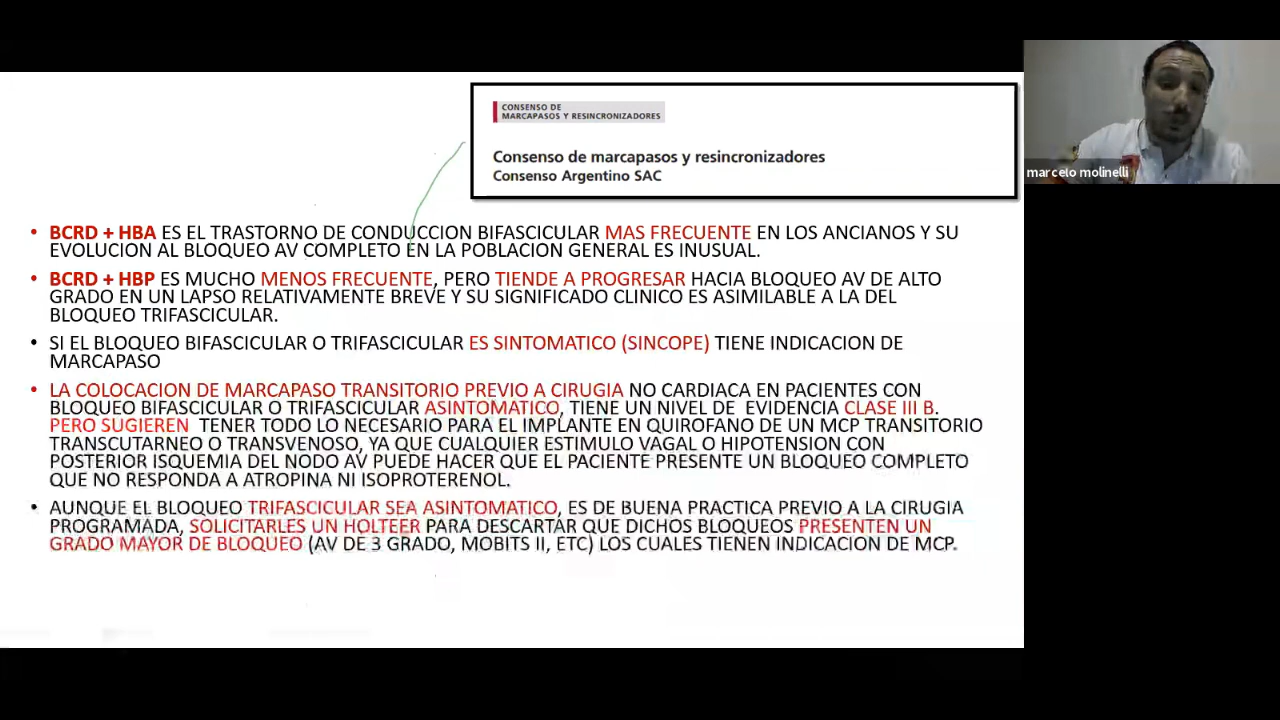 CONSENSO DE
MARCAPASOS Y RESINCRONIZADORES
Consenso de marcapasos y resincronizadores
Consenso Argentino SAC
marcelo molinelli
• BCRD + HBA ES EL TRASTORNO DE CONDUCCION BIFASCICULAR MAS FRECUENTE EN LOS ANCIANOS Y SU
EVOLUCION AL BLOQUEO AV COMPLETO EN LA POBLACION GENERAL ES INUSUAL.
• BCRD + HBP ES MUCHO MENOS FRECUENTE, PERO TIENDE A PROGRESAR HACIA BLOQUEO AV DE ALTO
GRADO EN UN LAPSO RELATIVAMENTE BREVE Y SU SIGNIFICADO CLINICO ES ASIMILABLE A LA DEL
BLOQUEO TRIFASCICULAR.
• SI EL BLOQUEO BIFASCICULAR O TRIFASCICULAR ES SINTOMATICO (SINCOPE) TIENE INDICACION DE
MARCAPASO
• LA COLOCACION DE MARCAPASO TRANSITORIO PREVIO A CIRUGIA NO CARDIACA EN PACIENTES CON
BLOQUEO BIFASCICULAR O TRIFASCICULAR ASINTOMATICO, TIENE UN NIVEL DE EVIDENCIA CLASE III B.
PERO SUGIEREN TENER TODO LO NECESARIO PARA EL IMPLANTE EN QUIROFANO DE UN MCP TRANSITORIO
TRANSCUTARNEO O TRANSVENOSO, YA QUE CUALQUIER ESTIMULO VAGAL O HIPOTENSION CON
POSTERIOR ISQUEMIA DEL NODO AV PUEDE HACER QUE EL PACIENTE PRESENTE UN BLOQUEO COMPLETO
QUE NO RESPONDA A ATROPINA NI ISOPROTERENOL.
• AUNQUE EL BLOQUEO TRIFASCICULAR SEA ASINTOMATICO, ES DE BUENA PRACTICA PREVIO A LA CIRUGIA
PROGRAMADA, SOLICITARLES UN HOLTEER PARA DESCARTAR QUE DICHOS BLOQUEOS PRESENTEN UN
GRADO MAYOR DE BLOQUEO (AV DE 3 GRADO, MOBITS II, ETC) LOS CUALES TIENEN INDICACION DE MCP.